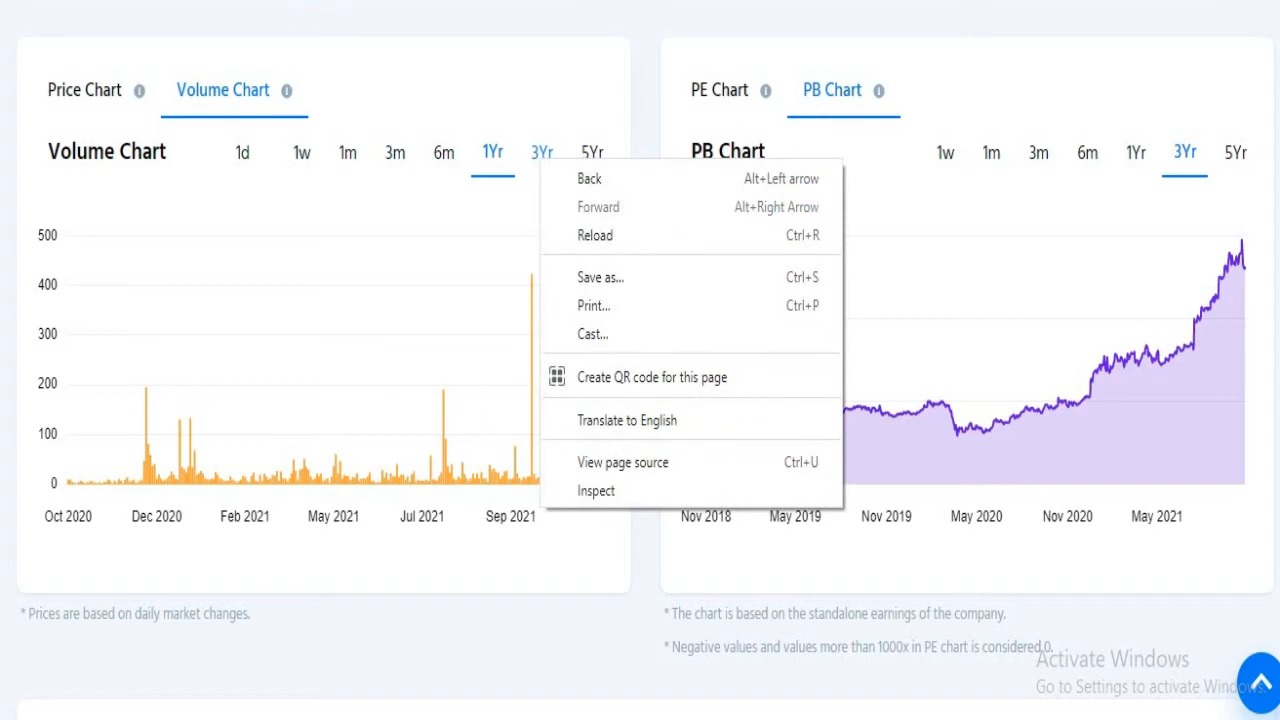 Price Chart
Volume Chart
Volume Chart
1d 1w 1m 3m 6m 1Yr 3Yr 5Yr
500
400
300
200
100
0
Oct 2020 Dec 2020 Feb 2021 May 2021 Jul 2021 Sep 2021
* Prices are based on daily market changes.
Back Alt+Left arrow
Forward Alt+Right Arrow
Reload Ctrl+R
Save as... Ctrl+S
Print... Ctrl+P
Cast...
Create QR code for this page
Translate to English
View page source Ctrl+U
Inspect
PE Chart
PB Chart
PB Chart
1w 1m 3m 6m 1Yr 3Yr 5Yr
Nov 2018 May 2019 Nov 2019 May 2020 Nov 2020 May 2021
* The chart is based on the standalone earnings of the company.
* Negative values and values more than 1000x in PE chart is considered 0.
Activate Windows
Go to Settings to activate Windows.